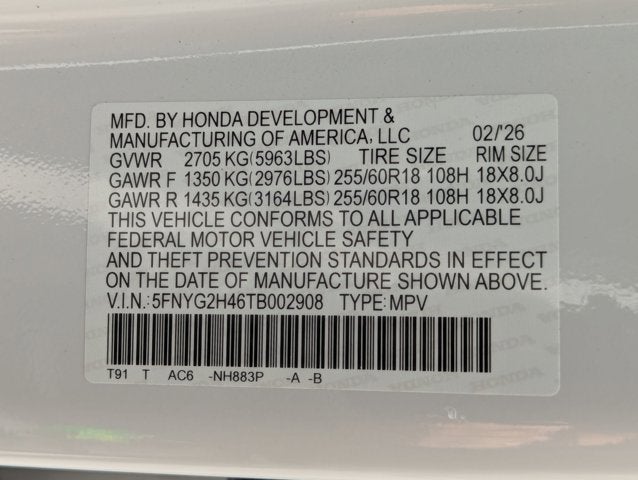 MFD. BY HONDA DEVELOPMENT &
MANUFACTURING OF AMERICA, LLC 02/'26
GVWR 2705 KG(5963LBS) TIRE SIZE RIM SIZE
GAWR F 1350 KG(2976LBS) 255/60R18 108H 18X8.0J
GAWR R 1435 KG(3164LBS) 255/60R18 108H 18X8.0J
THIS VEHICLE CONFORMS TO ALL APPLICABLE
FEDERAL MOTOR VEHICLE SAFETY
AND THEFT PREVENTION STANDARDS IN EFFECT
ON THE DATE OF MANUFACTURE SHOWN ABOVE.
V.I.N.:5FNYG2H46TB002908 TYPE:MPV
T91 T AC6 -NH883P -A -B